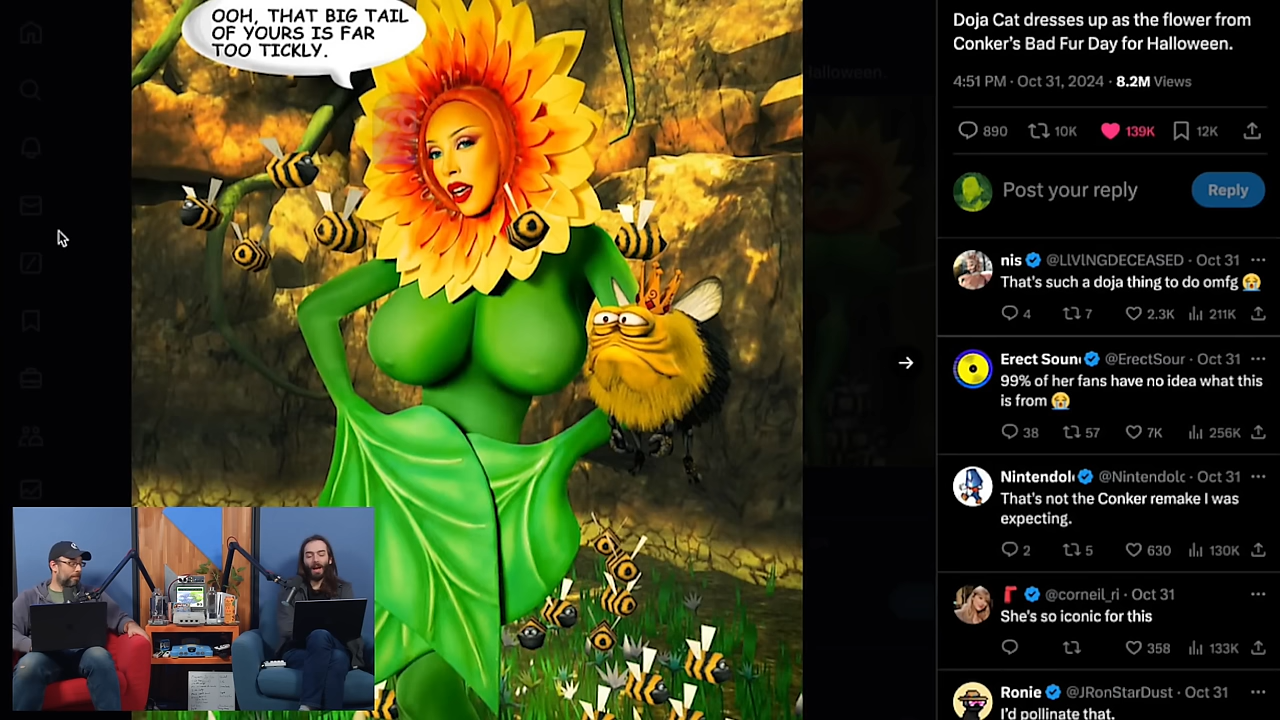 OOH, THAT BIG TAIL
OF YOURS IS FAR
TOO TICKLY.
Doja Cat dresses up as the flower from
Conker's Bad Fur Day for Halloween.
4:51 PM · Oct 31, 2024 · 8.2M Views
890 10K 139K 12K
Post your reply
Reply
nis @LIVINGDECEASED · Oct 31
That's such a doja thing to do omfg 😭
4 7 2.3K 211K
Erect Soun @ErectSour · Oct 31
99% of her fans have no idea what this
is from 😭
38 57 7K 256K
Nintendol @Nintendolc · Oct 31
That's not the Conker remake I was
expecting.
2 5 630 130K
@corneil_ri · Oct 31
She's so iconic for this
358 133K
Ronie @JRonStarDust · Oct 31
I'd pollinate that.
alloween.